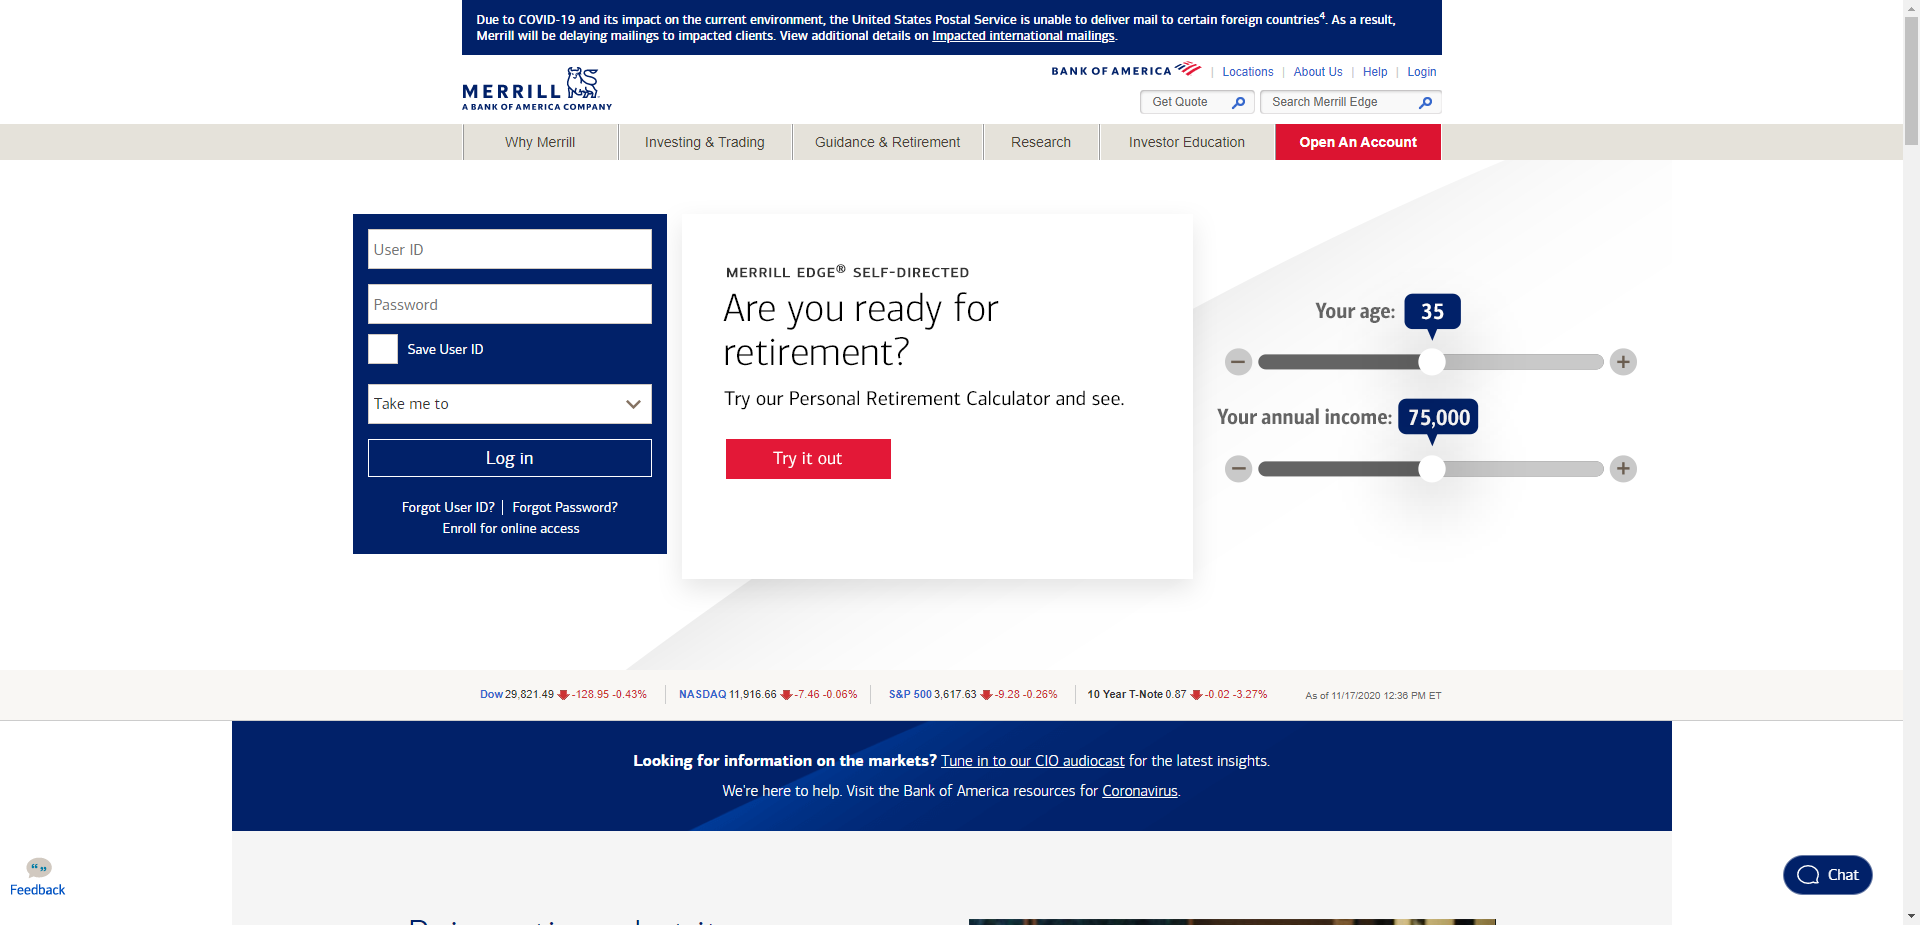 Due to COVID-19 and its impact on the current environment, the United States Postal Service is unable to deliver mail to certain foreign countries4. As a result,
Merrill will be delaying mailings to impacted clients. View additional details on Impacted international mailings.
BANK OF AMERICA | Locations | About Us | Help | Login
MERRILL
A BANK OF AMERICA COMPANY
Get Quote
Search Merrill Edge
Why Merrill
Investing & Trading
Guidance & Retirement
Research
Investor Education
Open An Account
User ID
Password
Save User ID
Take me to
Log in
Forgot User ID? | Forgot Password?
Enroll for online access
MERRILL EDGE® SELF-DIRECTED
Are you ready for
retirement?
Try our Personal Retirement Calculator and see.
Try it out
Your age: 35
Your annual income: 75,000
Dow 29,821.49 -128.95 -0.43%
NASDAQ 11,916.66 -7.46 -0.06%
S&P 500 3,617.63 -9.28 -0.26%
10 Year T-Note 0.87 -0.02 -3.27%
As of 11/17/2020 12:36 PM ET
Looking for information on the markets? Tune in to our CIO audiocast for the latest insights.
We're here to help. Visit the Bank of America resources for Coronavirus.
Feedback
Chat